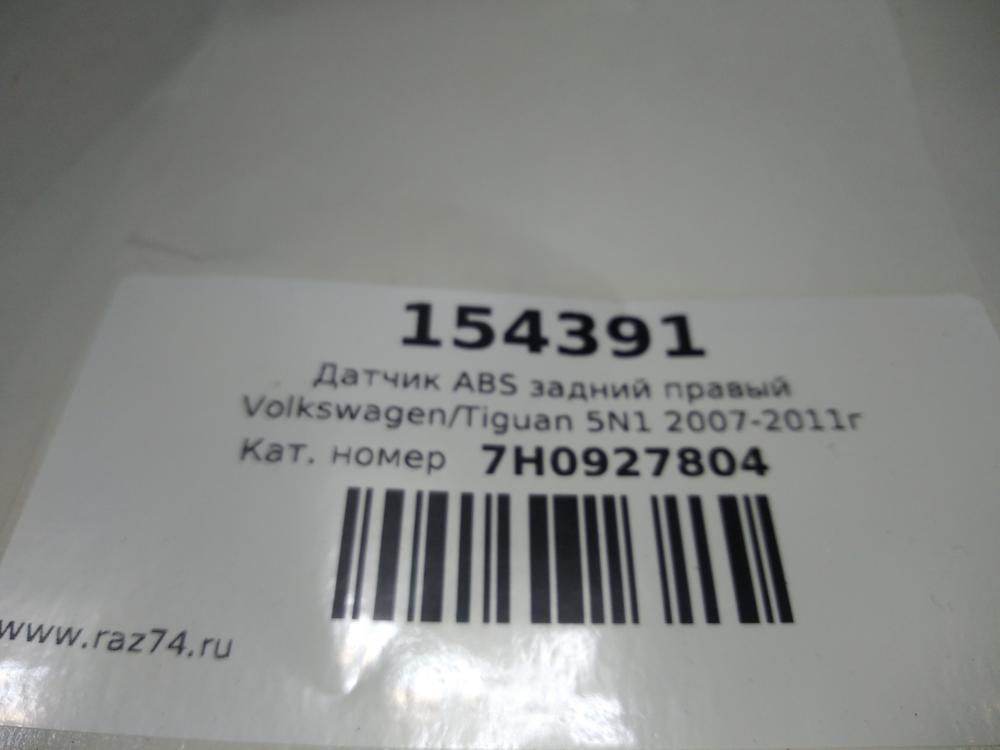 154391
Датчик ABS задний правый
Volkswagen/Tiguan 5N1 2007-2011г
Кат. номер 7H0927804
www.raz74.ru